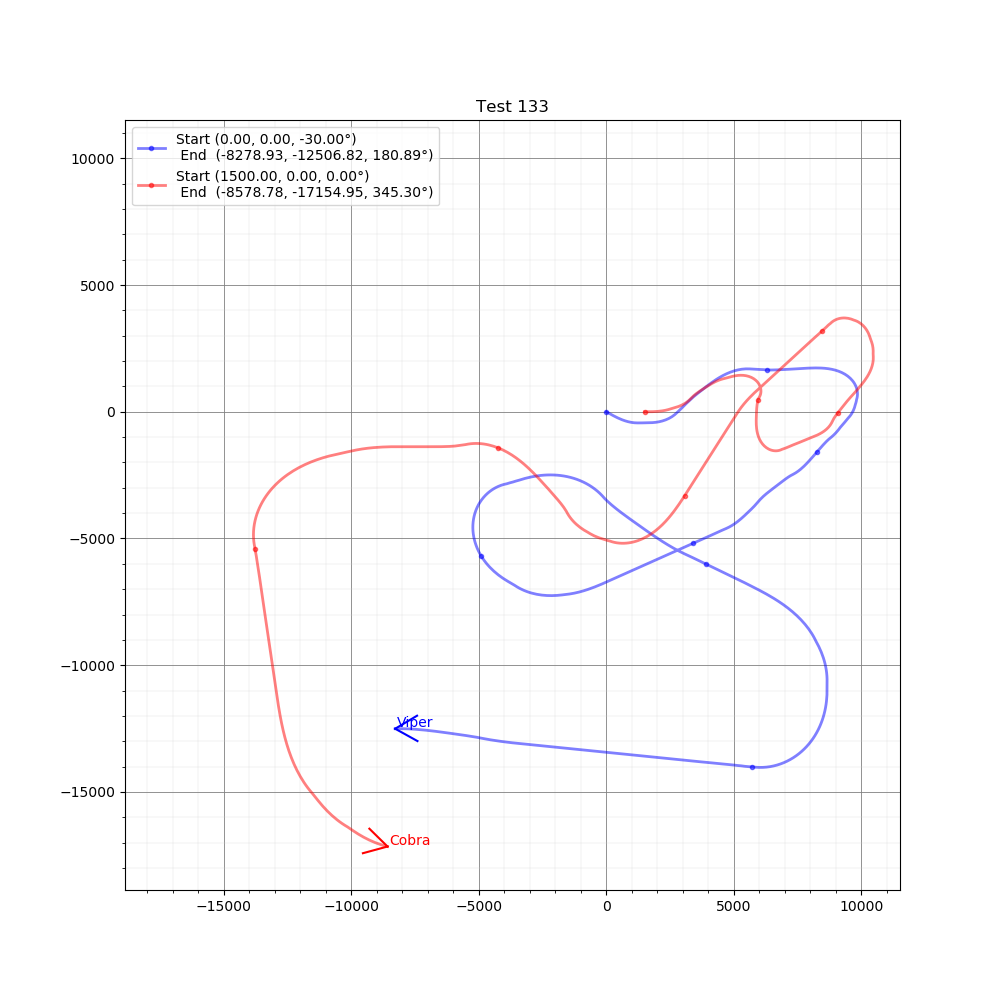 Test 133
Start (0.00, 0.00, -30.00°)
End (-8278.93, -12506.82, 180.89°)
Start (1500.00, 0.00, 0.00°)
End (-8578.78, -17154.95, 345.30°)
10000
5000
0
−5000
−10000
−15000
Viper
Cobra
−15000
−10000
−5000
0
5000
10000